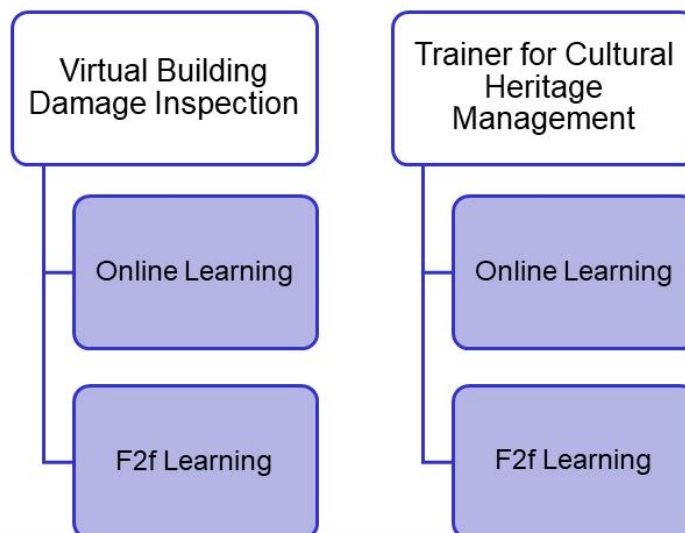 Virtual Building
Damage Inspection
Online Learning
F2f Learning
Trainer for Cultural
Heritage
Management
Online Learning
F2f Learning